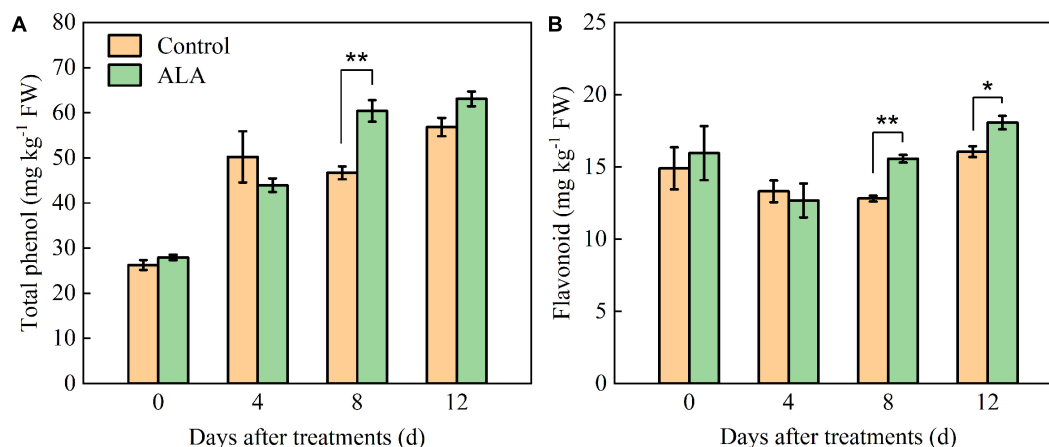 A
Total phenol (mg kg⁻¹ FW)
80
70
60
50
40
30
20
10
0
Control
ALA
**
0 4 8 12
Days after treatments (d)
B
Flavonoid (mg kg⁻¹ FW)
25
20
15
10
5
0
**
*
0 4 8 12
Days after treatments (d)